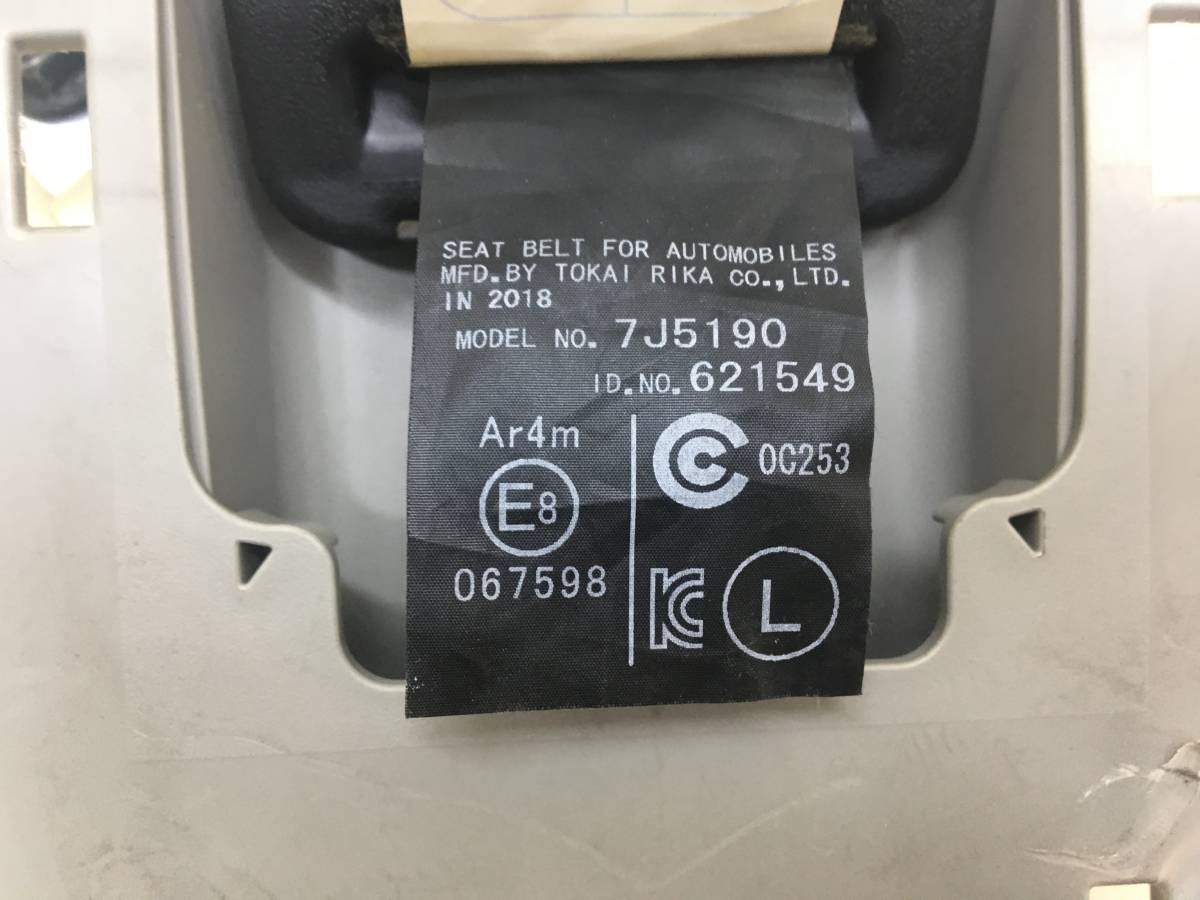 SEAT BELT FOR AUTOMOBILES
MFD.BY TOKAI RIKA CO.,LTD.
IN 2018
MODEL NO. 7J5190
ID.NO.621549
Ar4m
E8
067598
0C253
L